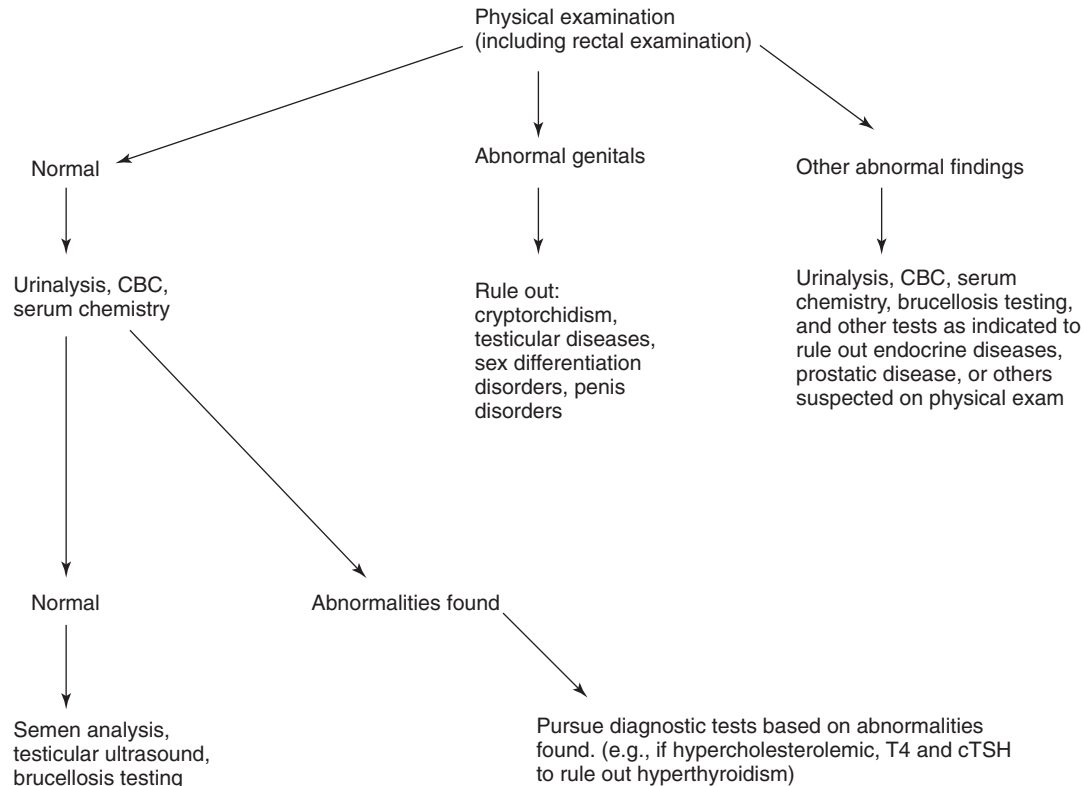 Physical examination
(including rectal examination)
Normal
Abnormal genitals
Other abnormal findings
Urinalysis, CBC,
serum chemistry
Rule out:
cryptorchidism,
testicular diseases,
sex differentiation
disorders, penis
disorders
Urinalysis, CBC, serum
chemistry, brucellosis testing,
and other tests as indicated to
rule out endocrine diseases,
prostatic disease, or others
suspected on physical exam
Normal
Abnormalities found
Semen analysis,
testicular ultrasound,
brucellosis testing
Pursue diagnostic tests based on abnormalities
found. (e.g., if hypercholesterolemic, T4 and cTSH
to rule out hyperthyroidism)